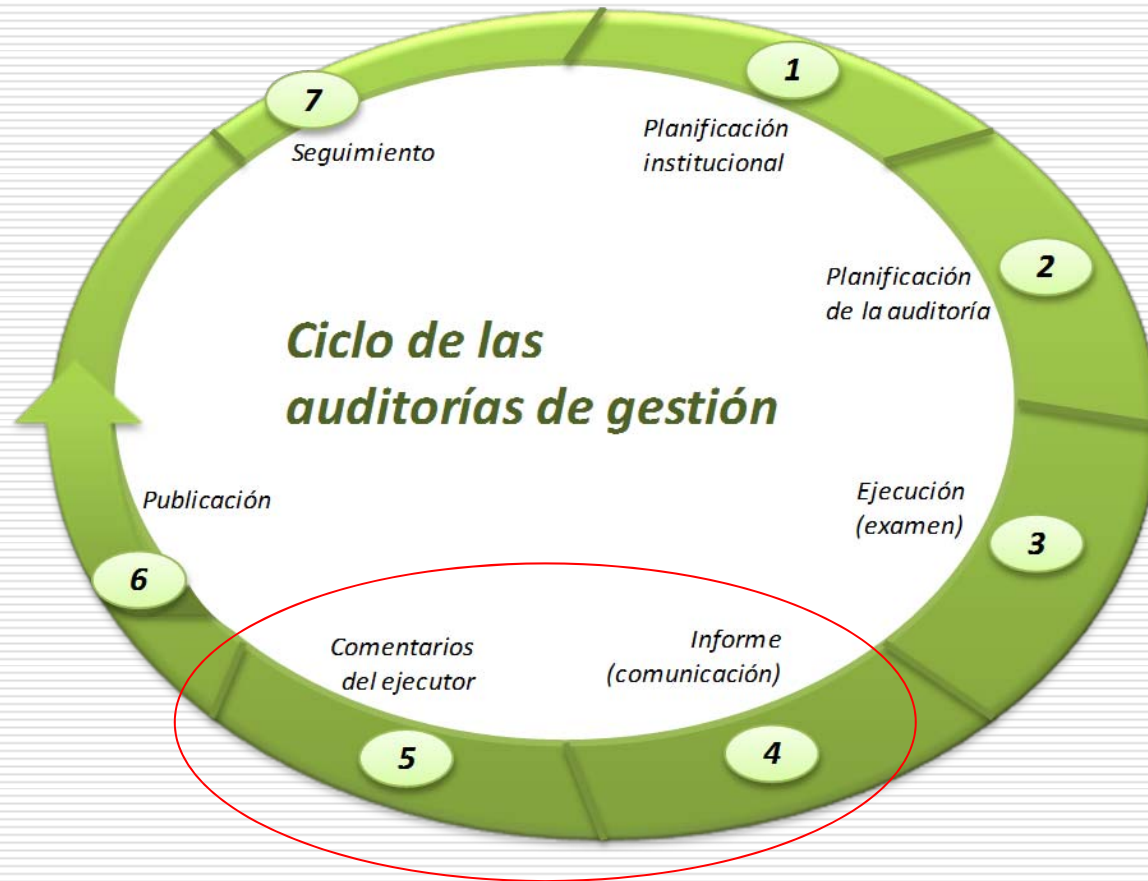 1
Planificación
institucional
2
Planificación
de la auditoría
3
Ejecución
(examen)
4
Informe
(comunicación)
5
Comentarios
del ejecutor
6
Publicación
7
Seguimiento
Ciclo de las
auditorías de gestión